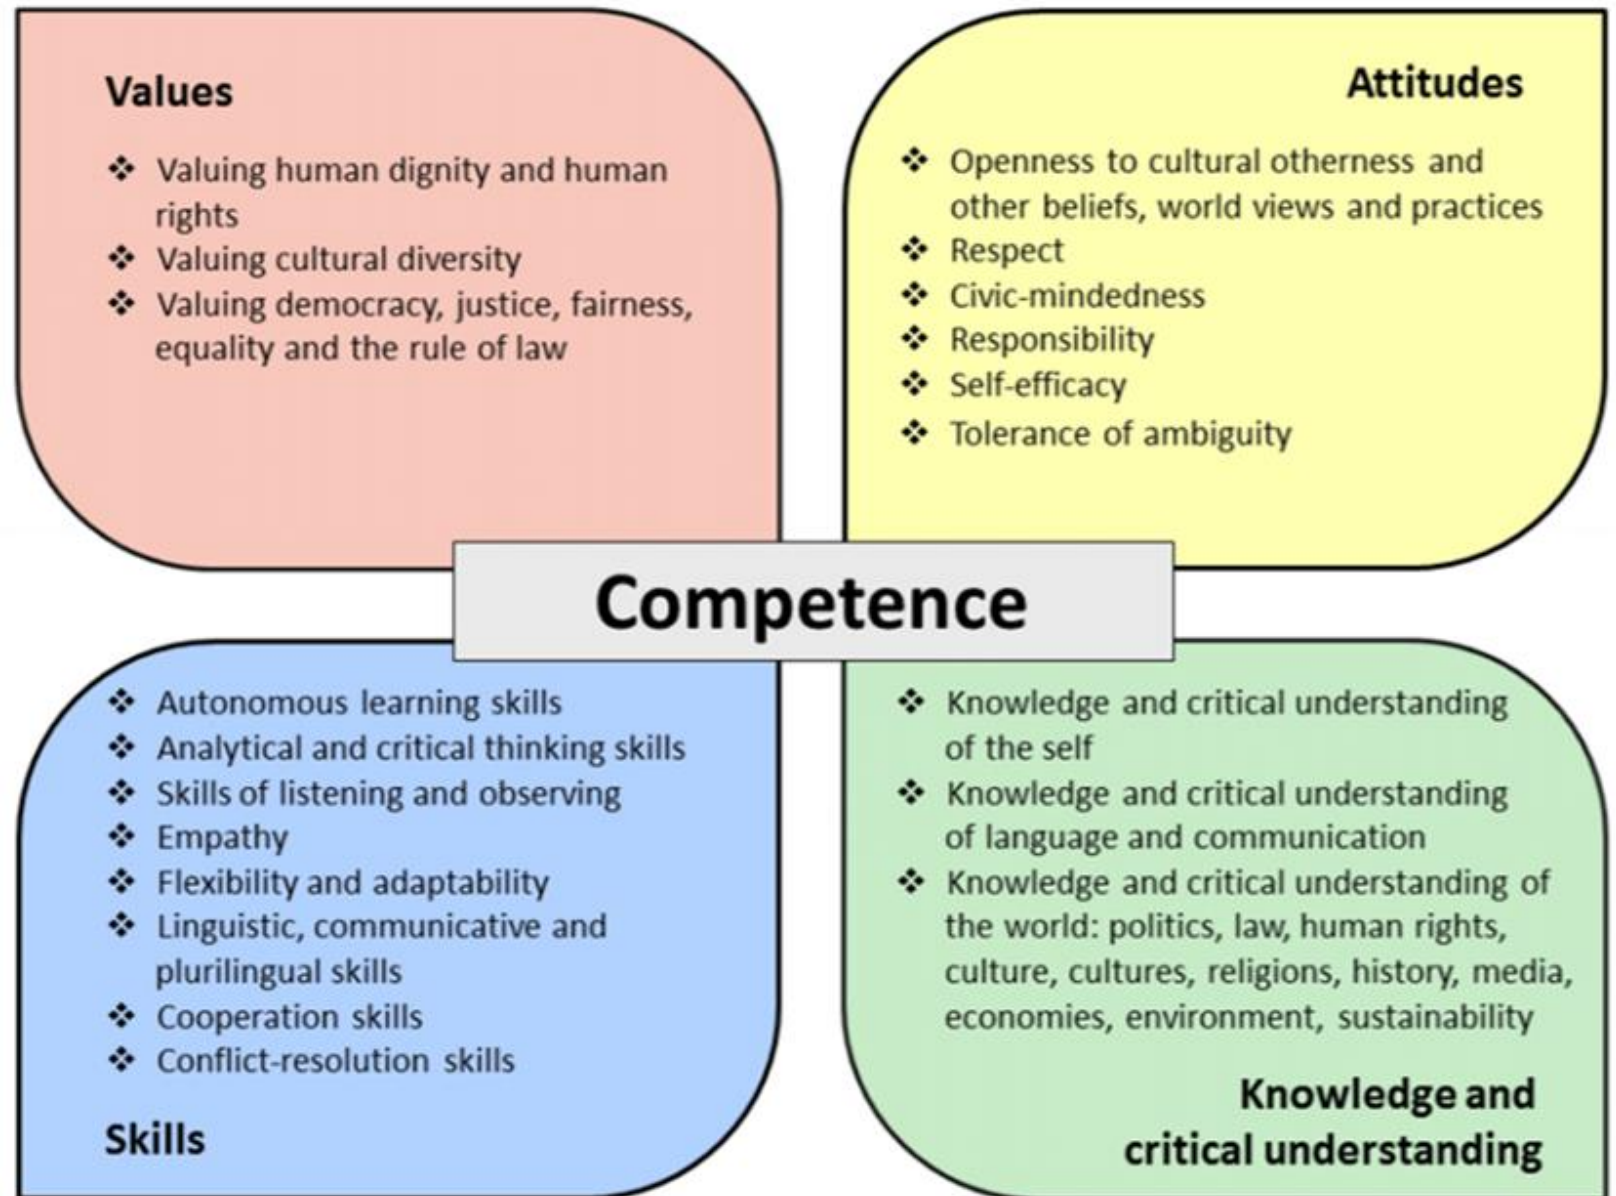 Values
❖ Valuing human dignity and human
rights
❖ Valuing cultural diversity
❖ Valuing democracy, justice, fairness,
equality and the rule of law
Attitudes
❖ Openness to cultural otherness and
other beliefs, world views and practices
❖ Respect
❖ Civic-mindedness
❖ Responsibility
❖ Self-efficacy
❖ Tolerance of ambiguity
Competence
❖ Autonomous learning skills
❖ Analytical and critical thinking skills
❖ Skills of listening and observing
❖ Empathy
❖ Flexibility and adaptability
❖ Linguistic, communicative and
plurilingual skills
❖ Cooperation skills
❖ Conflict-resolution skills
Skills
❖ Knowledge and critical understanding
of the self
❖ Knowledge and critical understanding
of language and communication
❖ Knowledge and critical understanding of
the world: politics, law, human rights,
culture, cultures, religions, history, media,
economies, environment, sustainability
Knowledge and
critical understanding